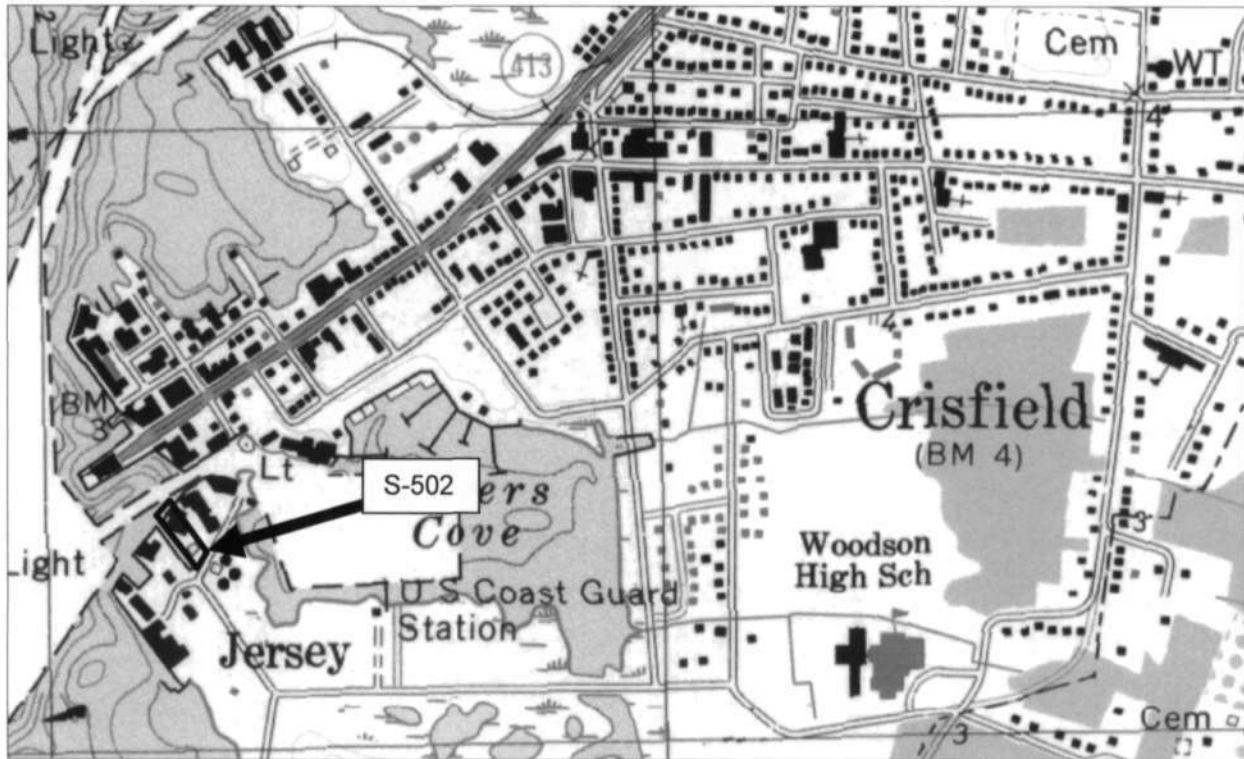 Light
413
Cem
WT
4
BM
3
4
Crisfield
(BM 4)
Lt
S-502
ers
Cove
Light
3
Woodson
High Sch
U S Coast Guard
Station
Jersey
Cem
3